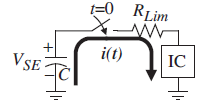 t=0
R_Lim
+
V_SE
C
i(t)
IC
-